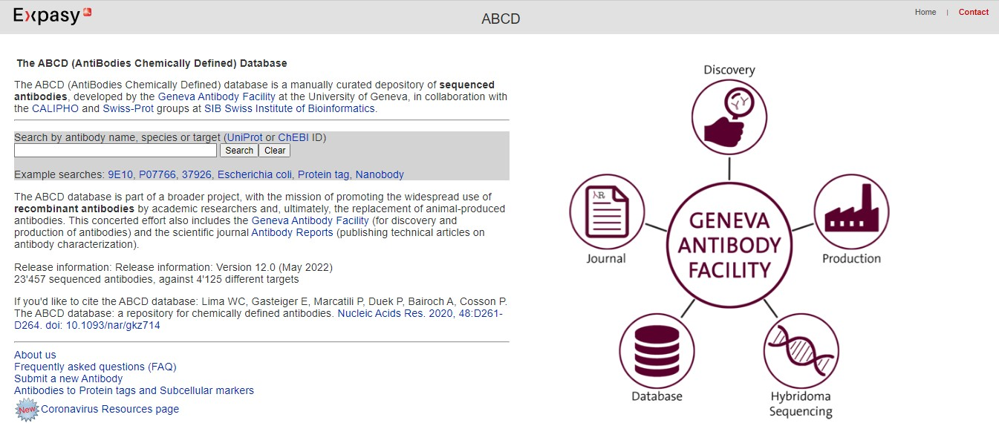 Expasy
ABCD
Home | Contact
The ABCD (AntiBodies Chemically Defined) Database
The ABCD (AntiBodies Chemically Defined) database is a manually curated depository of sequenced
antibodies, developed by the Geneva Antibody Facility at the University of Geneva, in collaboration with
the CALIPHO and Swiss-Prot groups at SIB Swiss Institute of Bioinformatics.
Search by antibody name, species or target (UniProt or ChEBI ID)
Search Clear
Example searches: 9E10, P07766, 37926, Escherichia coli, Protein tag, Nanobody
The ABCD database is part of a broader project, with the mission of promoting the widespread use of
recombinant antibodies by academic researchers and, ultimately, the replacement of animal-produced
antibodies. This concerted effort also includes the Geneva Antibody Facility (for discovery and
production of antibodies) and the scientific journal Antibody Reports (publishing technical articles on
antibody characterization).
Release information: Release information: Version 12.0 (May 2022)
23'457 sequenced antibodies, against 4'125 different targets
If you'd like to cite the ABCD database: Lima WC, Gasteiger E, Marcatili P, Duek P, Bairoch A, Cosson P.
The ABCD database: a repository for chemically defined antibodies. Nucleic Acids Res. 2020, 48:D261-
D264. doi: 10.1093/nar/gkz714
About us
Frequently asked questions (FAQ)
Submit a new Antibody
Antibodies to Protein tags and Subcellular markers
New Coronavirus Resources page
Discovery
Journal
GENEVA
ANTIBODY
FACILITY
Production
Database
Hybridoma
Sequencing